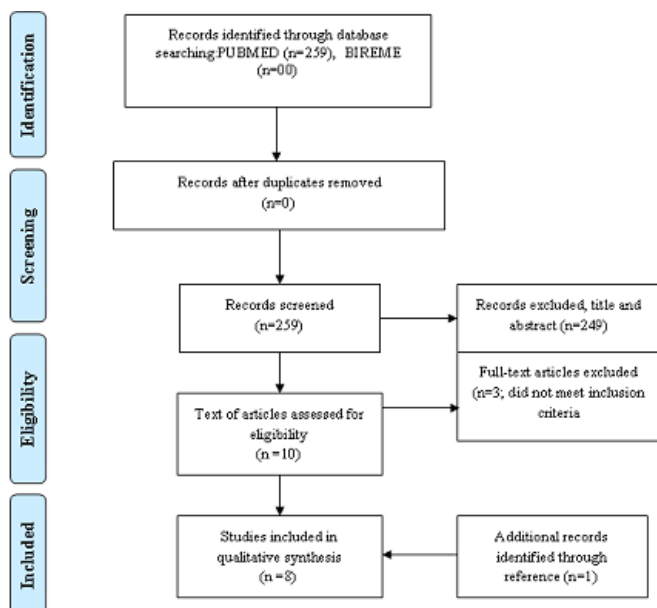 Identification
Records identified through database
searching:PUBMED (n=259), BIREME
(n=00)
Screening
Records after duplicates removed
(n=0)
Records screened
(n=259)
Records excluded, title and
abstract (n=249)
Eligibility
Text of articles assessed for
eligibility
(n =10)
Full-text articles excluded
(n=3; did not meet inclusion
criteria
Included
Studies included in
qualitative synthesis
(n =8)
Additional records
identified through
reference (n=1)